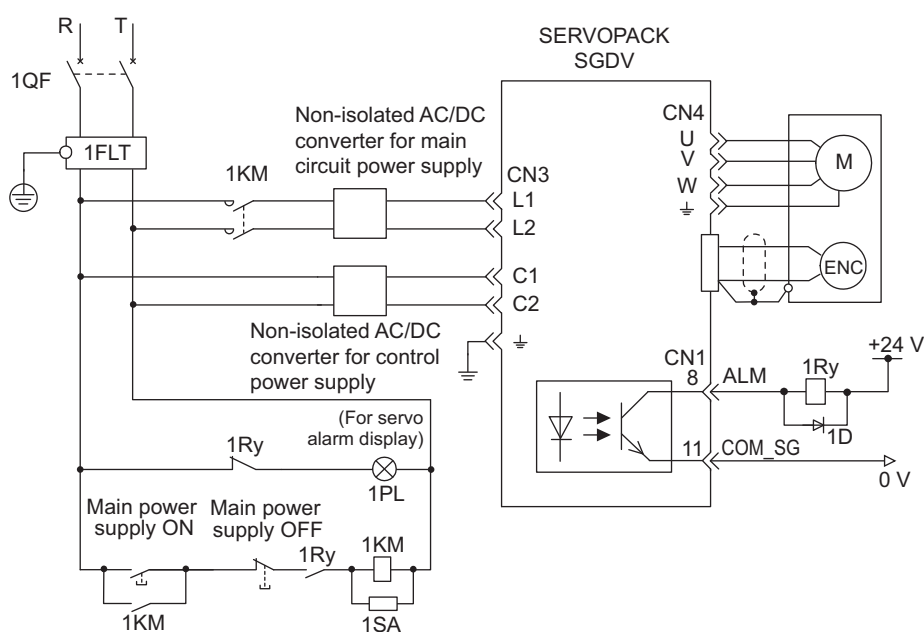 R T
SERVOPACK
SGDV
1QF
Non-isolated AC/DC
converter for main
circuit power supply
CN4
U
V
W
M
1FLT
1KM
CN3
L1
L2
C1
C2
ENC
Non-isolated AC/DC
converter for control
power supply
CN1
8
ALM
1Ry
+24 V
1D
11
COM_SG
0 V
(For servo
alarm display)
1Ry
1PL
Main power
supply ON
Main power
supply OFF
1Ry
1KM
1KM
1SA